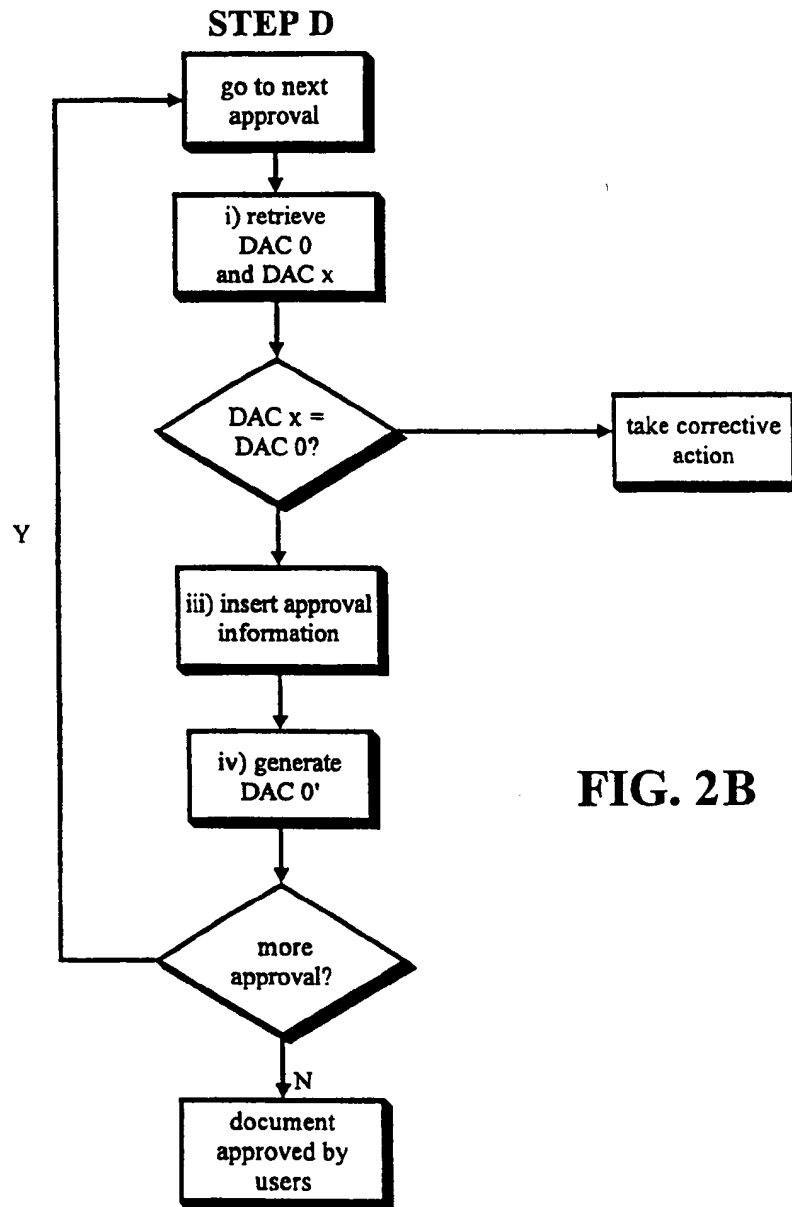 STEP D
go to next
approval
i) retrieve
DAC 0
and DAC x
DAC x =
DAC 0?
take corrective
action
Y
iii) insert approval
information
iv) generate
DAC 0'
FIG. 2B
more
approval?
N
document
approved by
users